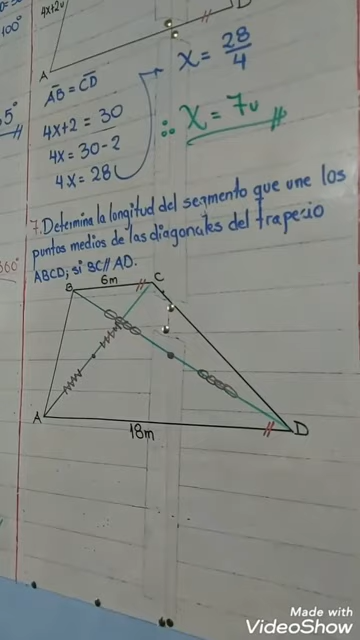 100°
4x+2u
D
A
AB = CD
4x+2 = 30
4x = 30-2
4x = 28
x = 28/4
∴ x = 7u
5°
7. Determina la longitud del segmento que une los
puntos medios de las diagonales del trapecio
ABCD; si BC // AD.
360°
6m
B
C
A
D
18m
Made with
VideoShow